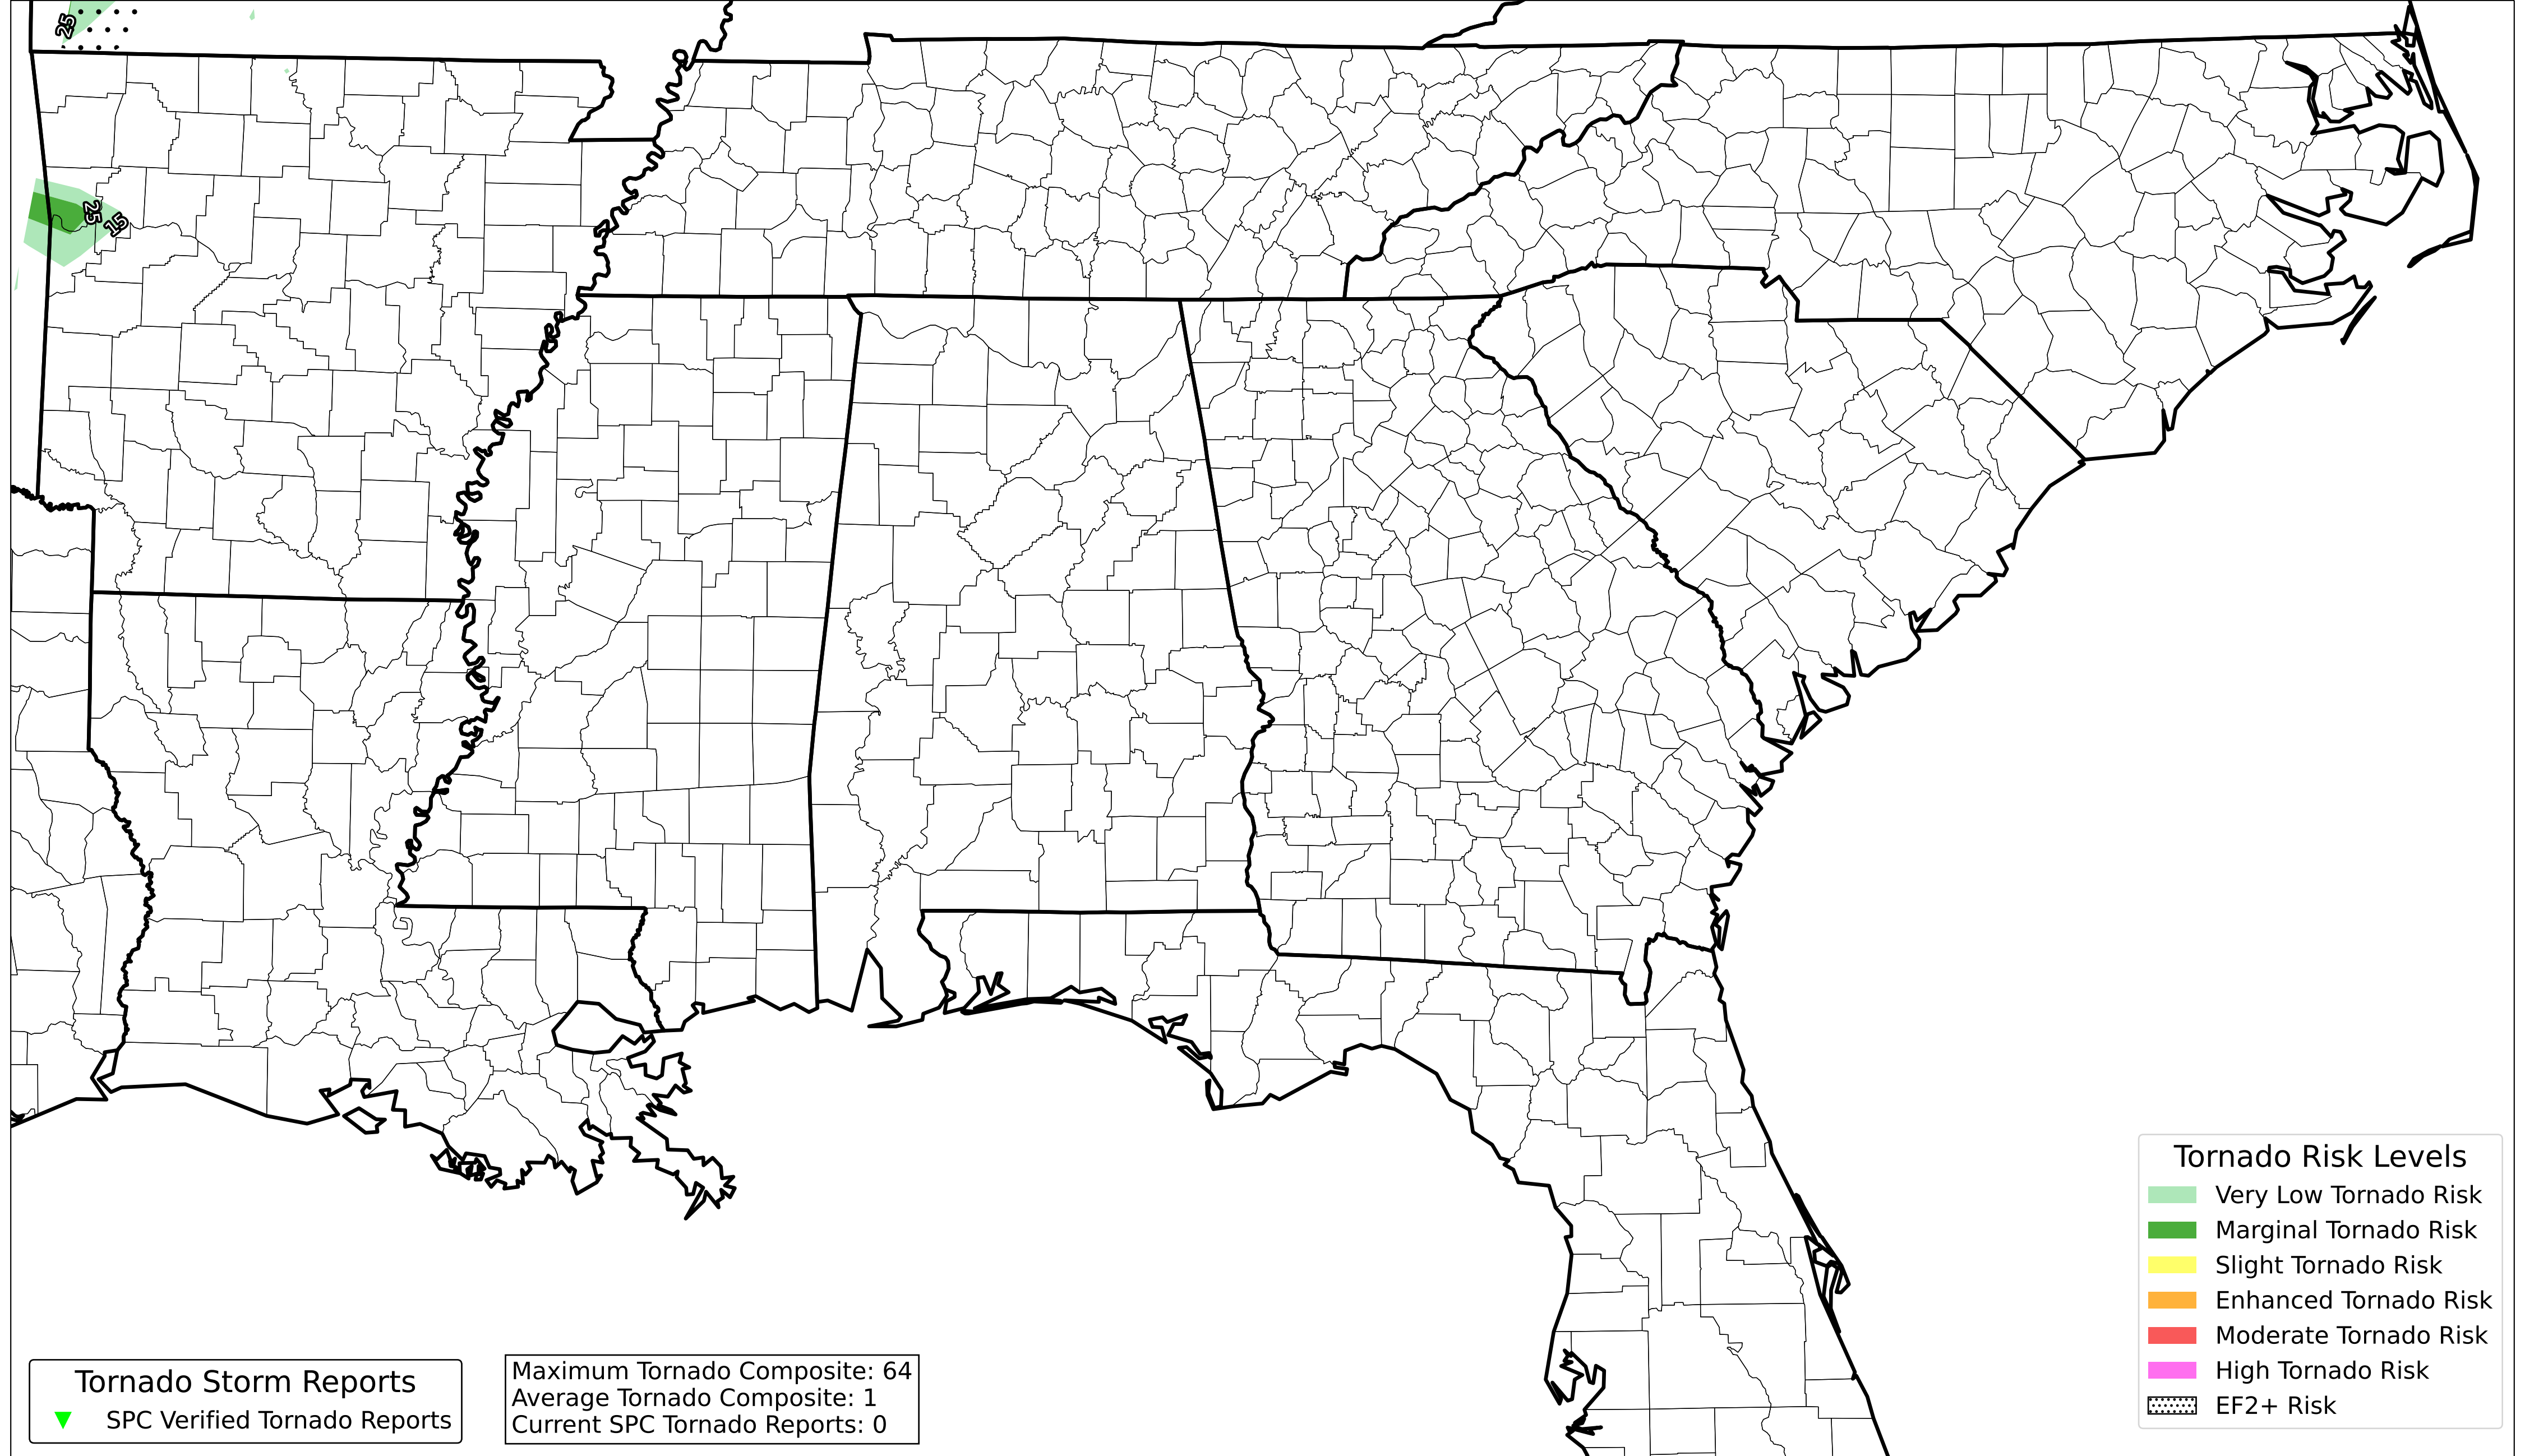 25
25
15
Tornado Risk Levels
Very Low Tornado Risk
Marginal Tornado Risk
Slight Tornado Risk
Enhanced Tornado Risk
Moderate Tornado Risk
High Tornado Risk
EF2+ Risk
Tornado Storm Reports
SPC Verified Tornado Reports
Maximum Tornado Composite: 64
Average Tornado Composite: 1
Current SPC Tornado Reports: 0